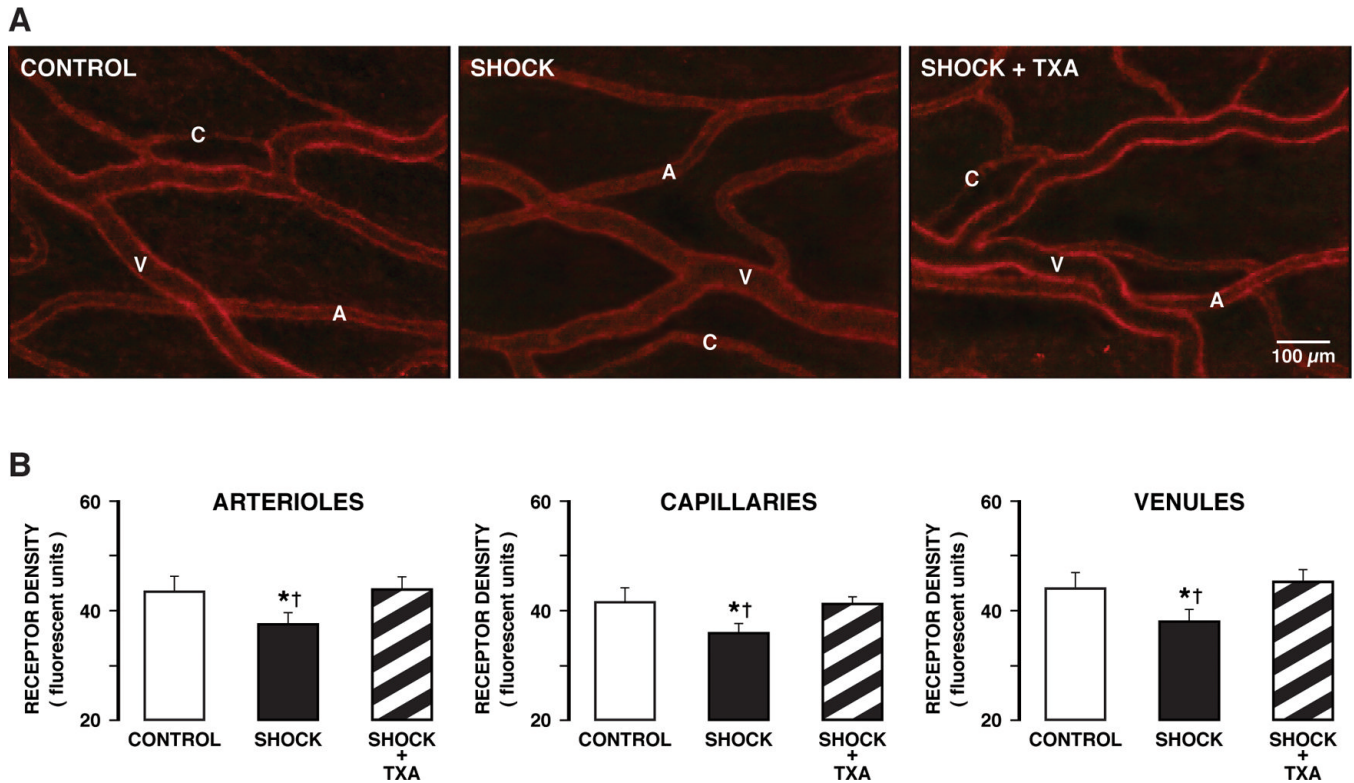 A
CONTROL
C
V
A
SHOCK
A
V
C
SHOCK + TXA
C
V
A
100 µm
B
ARTERIOLES
RECEPTOR DENSITY
( fluorescent units )
60
40
20
*†
CONTROL
SHOCK
SHOCK
+
TXA
CAPILLARIES
RECEPTOR DENSITY
( fluorescent units )
60
40
20
*†
CONTROL
SHOCK
SHOCK
+
TXA
VENULES
RECEPTOR DENSITY
( fluorescent units )
60
40
20
*†
CONTROL
SHOCK
SHOCK
+
TXA